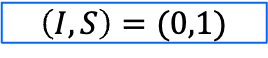 (I,S) = (0,1)